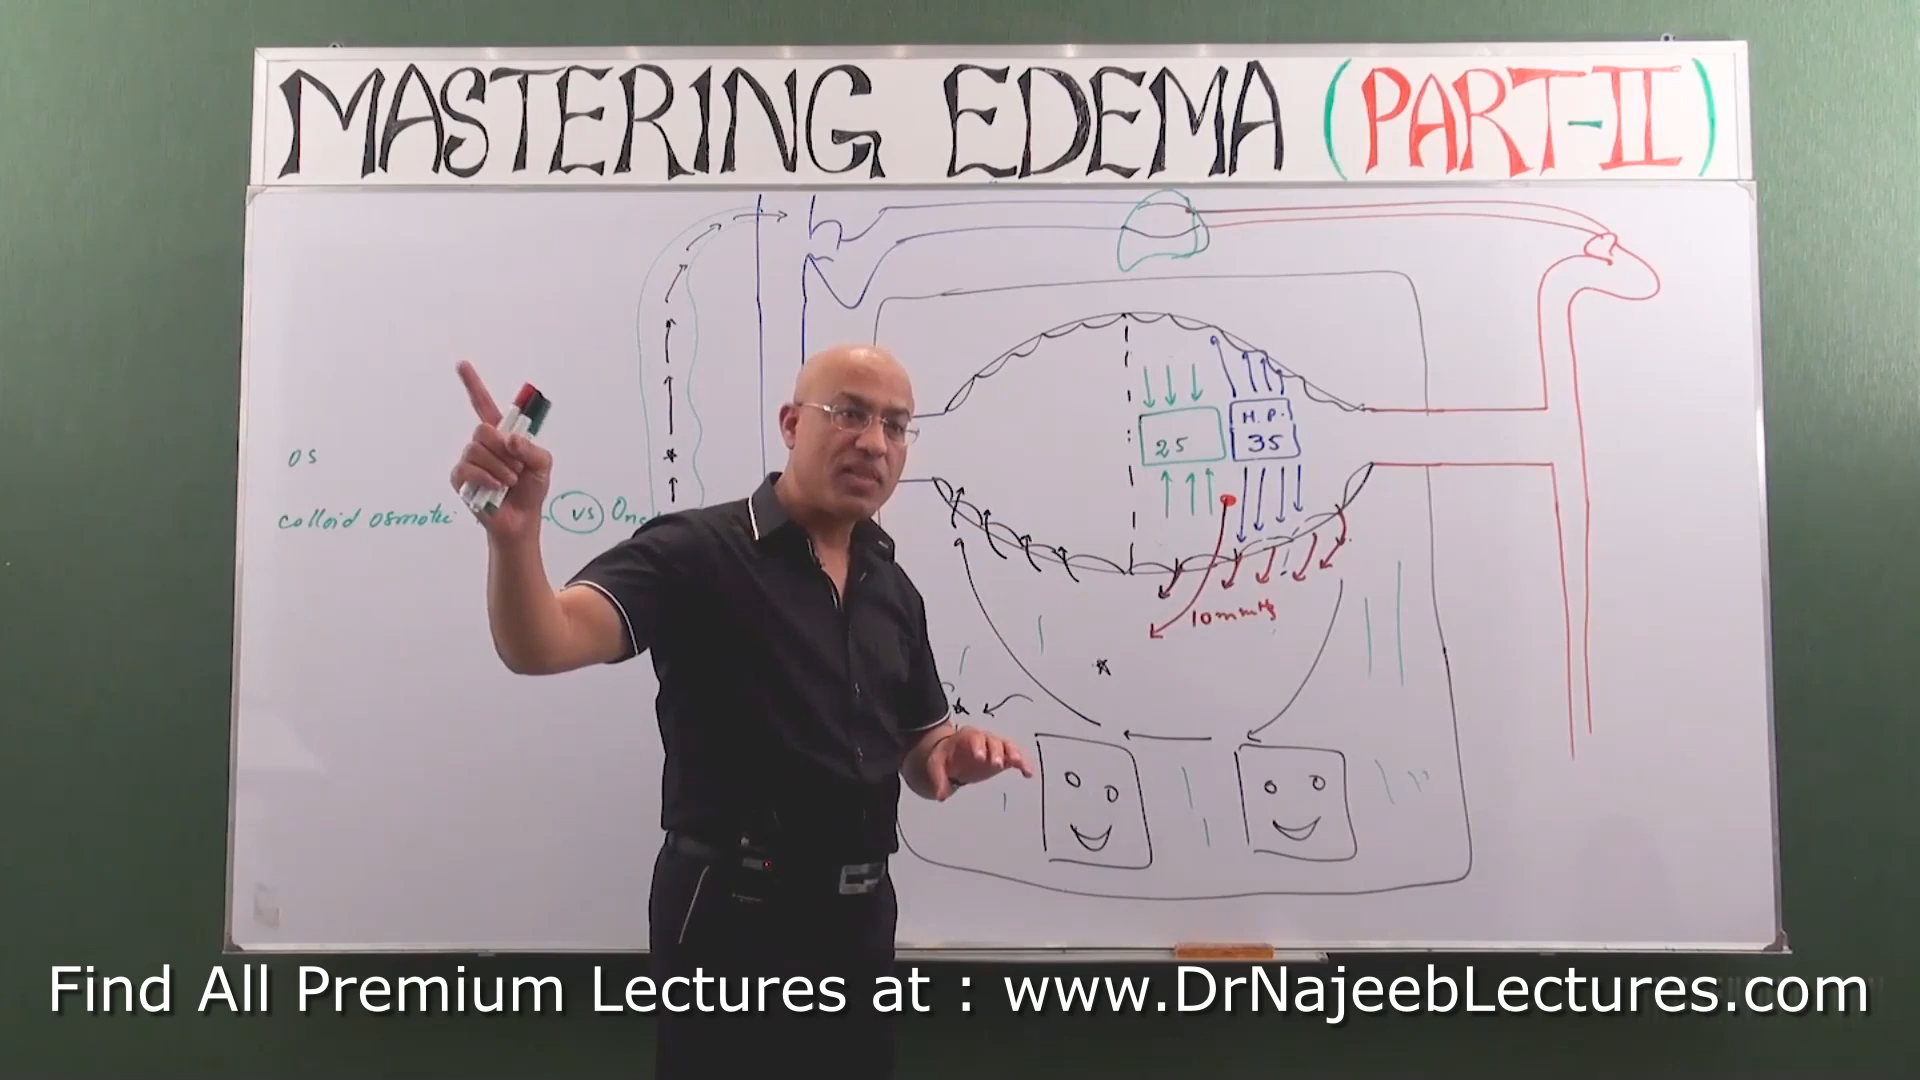 MASTERING EDEMA (PART-II)
H.P.
25
35
OS
colloid osmotic
vs
10mmHg
Find All Premium Lectures at : www.DrNajeebLectures.com